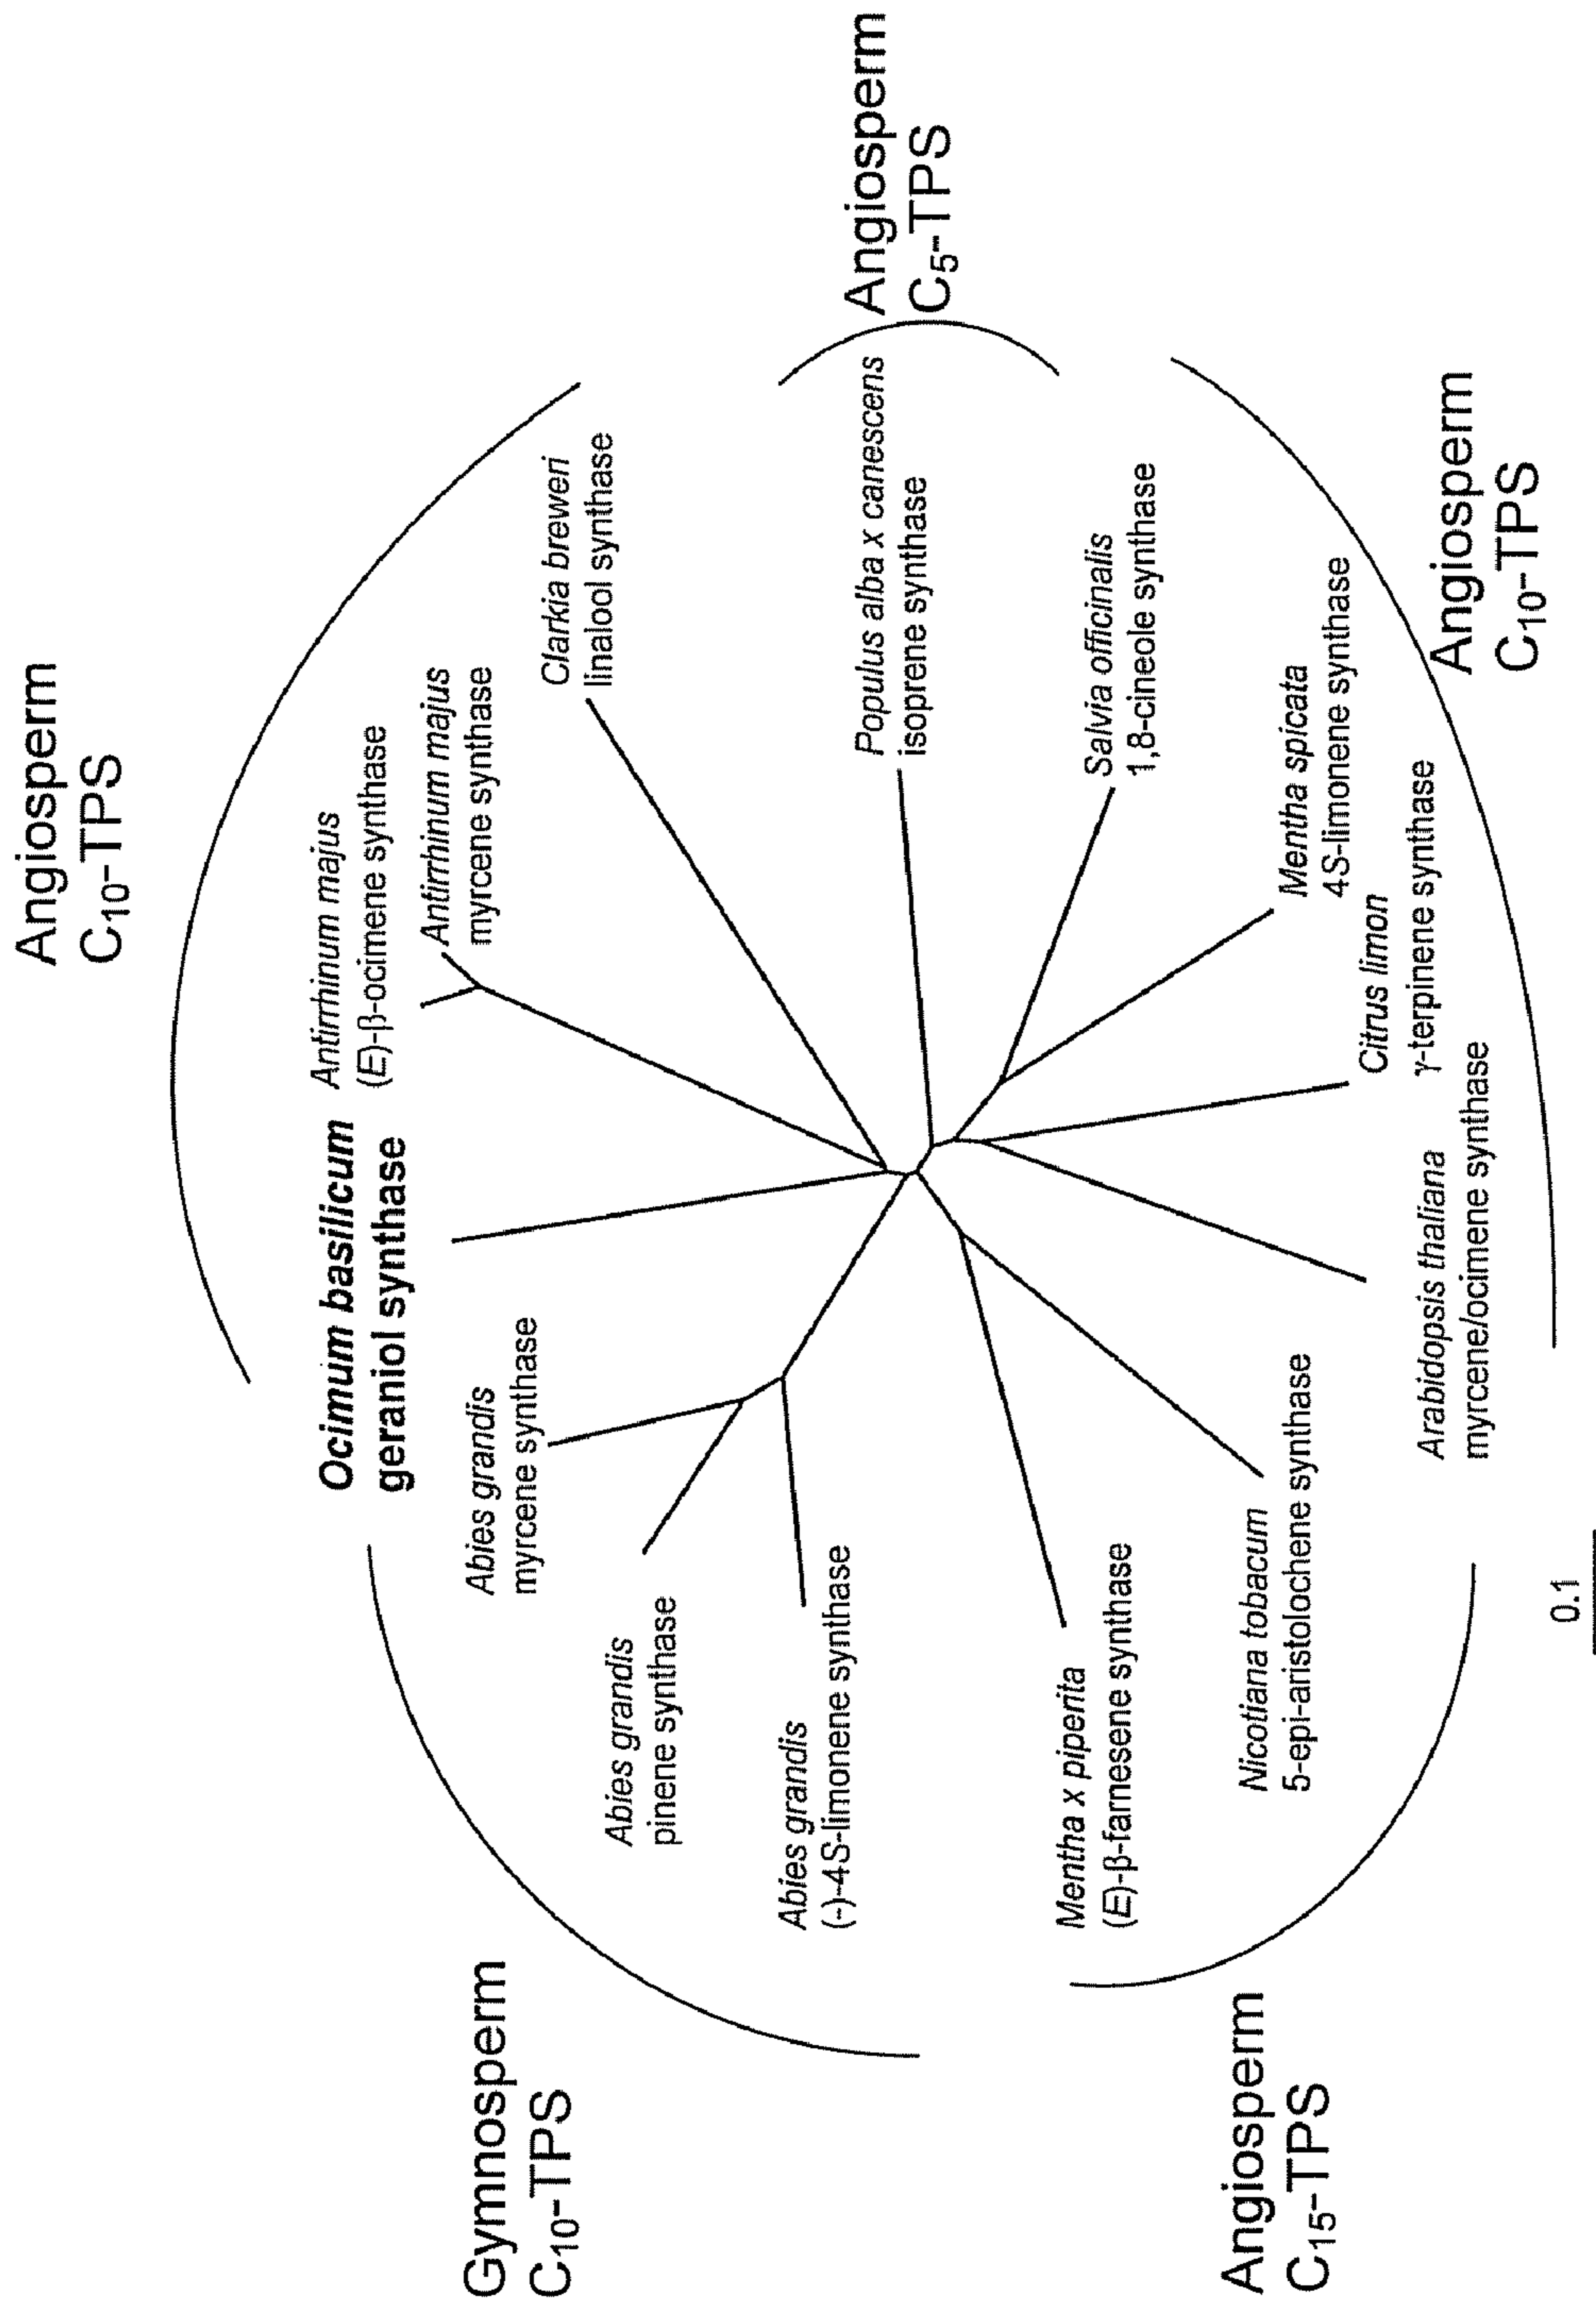 Angiosperm
C10-TPS
Antirrhinum majus
(E)-β-ocimene synthase
Antirrhinum majus
myrcene synthase
Clarkia breweri
linalool synthase
Ocimum basilicum
geraniol synthase
Gymnosperm
C10-TPS
Abies grandis
myrcene synthase
Abies grandis
pinene synthase
Abies grandis
(-)-4S-limonene synthase
Angiosperm
C5-TPS
Populus alba x canescens
isoprene synthase
Salvia officinalis
1,8-cineole synthase
Mentha spicata
4S-limonene synthase
Citrus limon
γ-terpinene synthase
Arabidopsis thaliana
myrcene/ocimene synthase
Angiosperm
C10-TPS
Mentha x piperita
(E)-β-farnesene synthase
Nicotiana tobacum
5-epi-aristolochene synthase
Angiosperm
C15-TPS
0.1